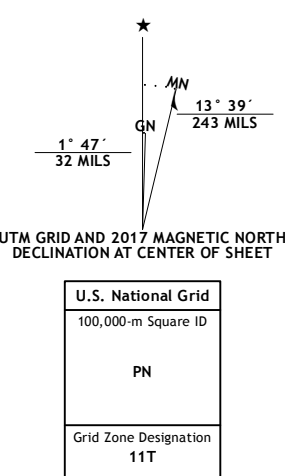 ★
MN
GN
13° 39´
243 MILS
1° 47´
32 MILS
UTM GRID AND 2017 MAGNETIC NORTH
DECLINATION AT CENTER OF SHEET
U.S. National Grid
100,000-m Square ID
PN
Grid Zone Designation
11T